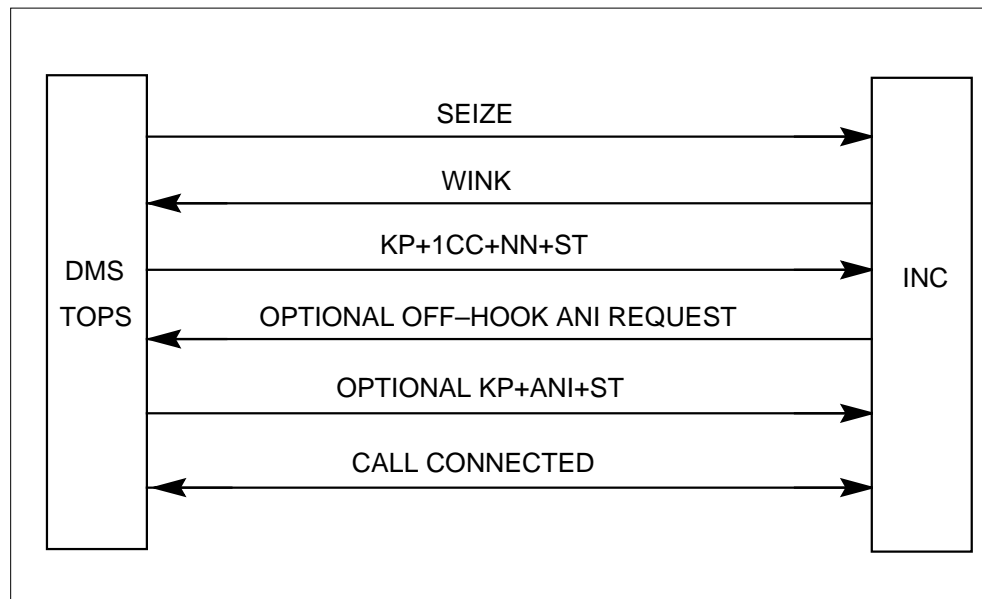 SEIZE
WINK
KP+1CC+NN+ST
DMS
TOPS
INC
OPTIONAL OFF–HOOK ANI REQUEST
OPTIONAL KP+ANI+ST
CALL CONNECTED